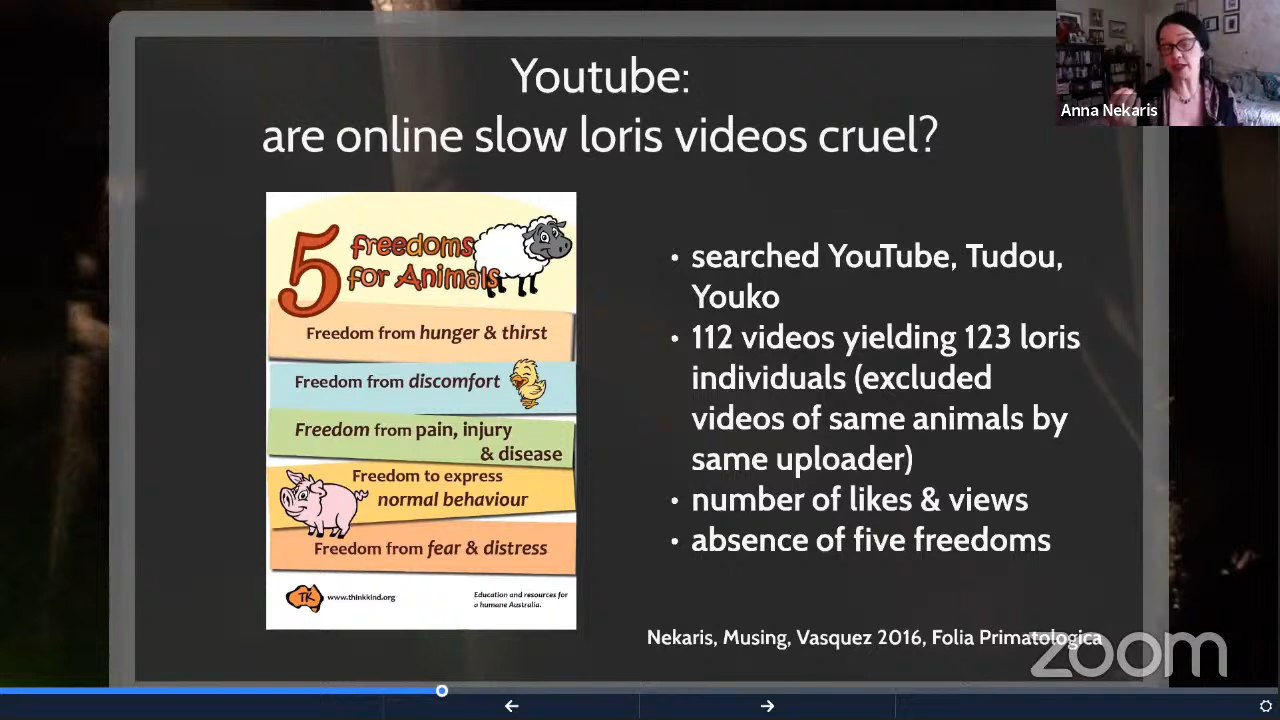 Youtube:
are online slow loris videos cruel?
Anna Nekaris
5 freedoms
for Animals
Freedom from hunger & thirst
Freedom from discomfort
Freedom from pain, injury
& disease
Freedom to express
normal behaviour
Freedom from fear & distress
TK www.thinkkind.org
Education and resources for
a humane Australia.
• searched YouTube, Tudou,
Youko
• 112 videos yielding 123 loris
individuals (excluded
videos of same animals by
same uploader)
• number of likes & views
• absence of five freedoms
Nekaris, Musing, Vasquez 2016, Folia Primatologica
zoom